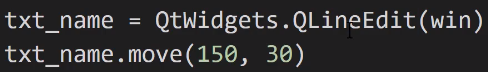 txt_name = QtWidgets.QLineEdit(win)
txt_name.move(150, 30)